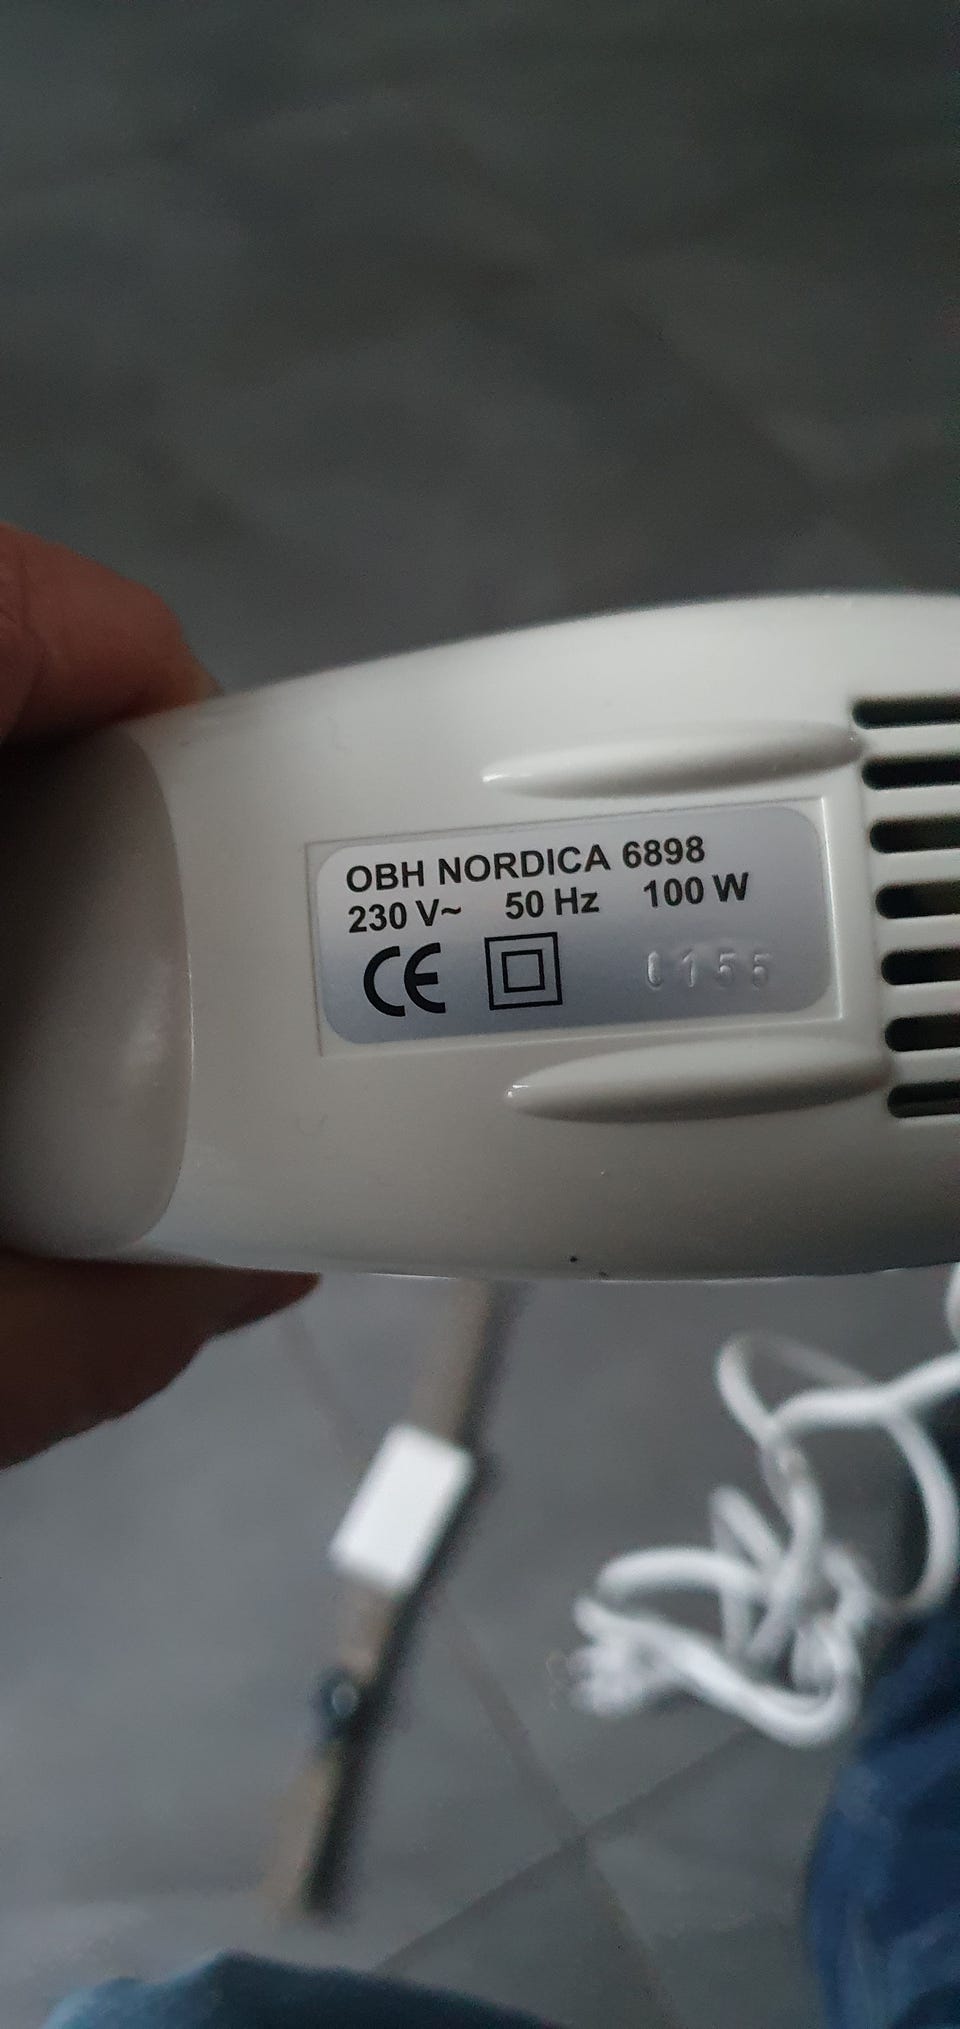 OBH NORDICA 6898
230 V~ 50 Hz 100 W
CE